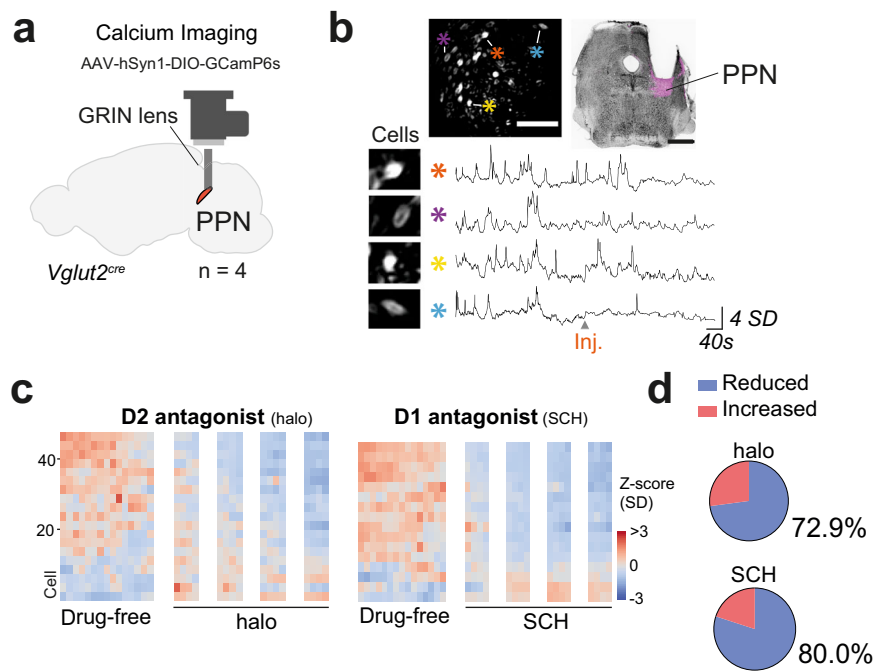 a
Calcium Imaging
AAV-hSyn1-DIO-GCamP6s
GRIN lens
PPN
Vglut2cre
n = 4
b
PPN
Cells
*
*
*
*
*
*
*
*
4 SD
40s
Inj.
c
D2 antagonist (halo)
D1 antagonist (SCH)
40
20
Cell
Drug-free
halo
Drug-free
SCH
Z-score
(SD)
>3
0
-3
d
Reduced
Increased
halo
72.9%
SCH
80.0%